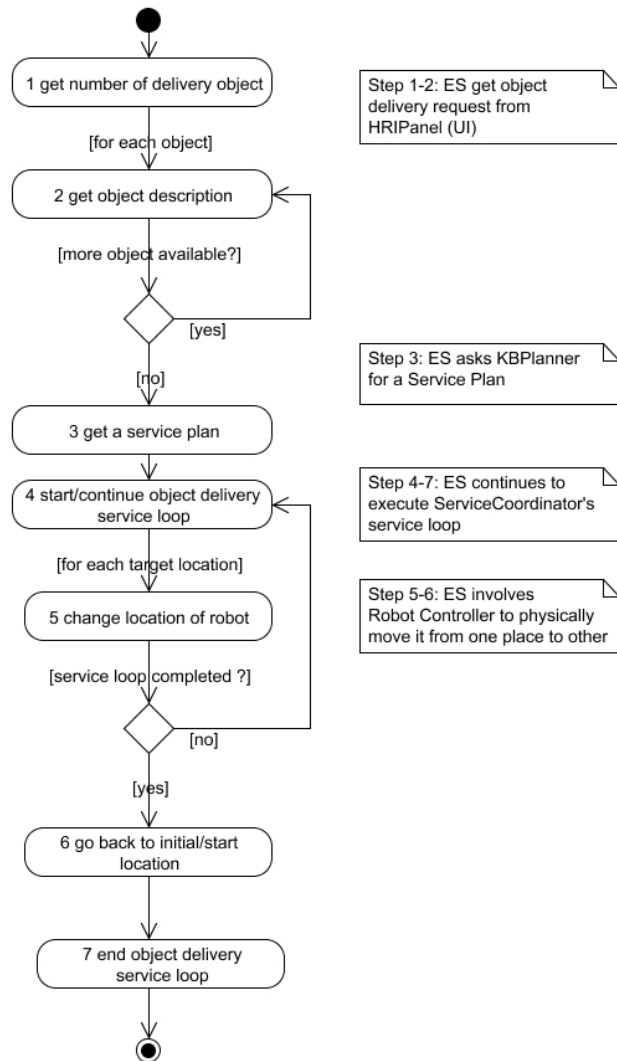 1 get number of delivery object
Step 1-2: ES get object
delivery request from
HRIPanel (UI)
[for each object]
2 get object description
[more object available?]
[yes]
Step 3: ES asks KBPlanner
for a Service Plan
[no]
3 get a service plan
4 start/continue object delivery
service loop
Step 4-7: ES continues to
execute ServiceCoordinator's
service loop
[for each target location]
5 change location of robot
Step 5-6: ES involves
Robot Controller to physically
move it from one place to other
[service loop completed ?]
[no]
[yes]
6 go back to initial/start
location
7 end object delivery
service loop